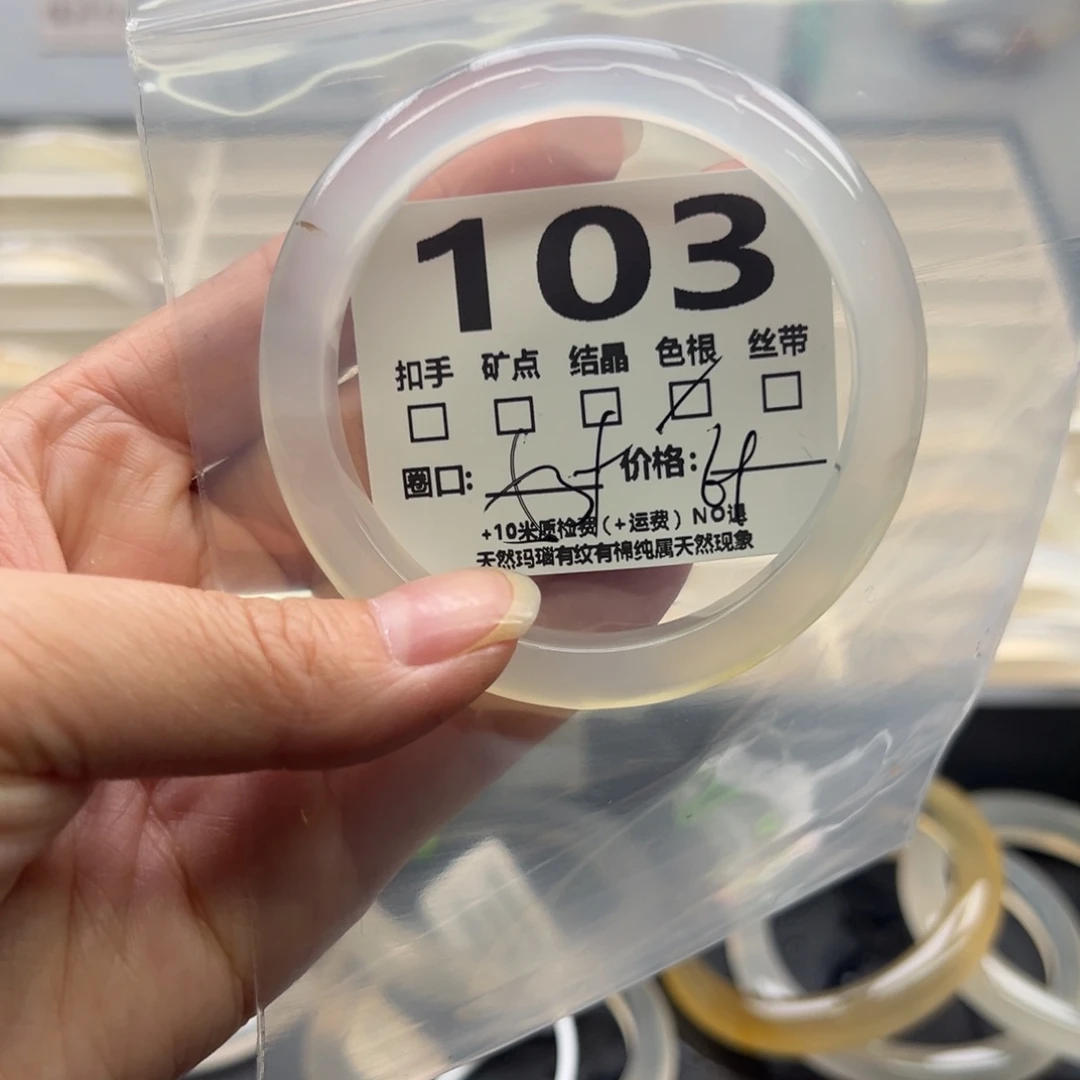 103
扣手 矿点 结晶 色根 丝带
圈口: 价格:
+10米质检费(+运费) NO退
天然玛瑙有纹有棉纯属天然现象